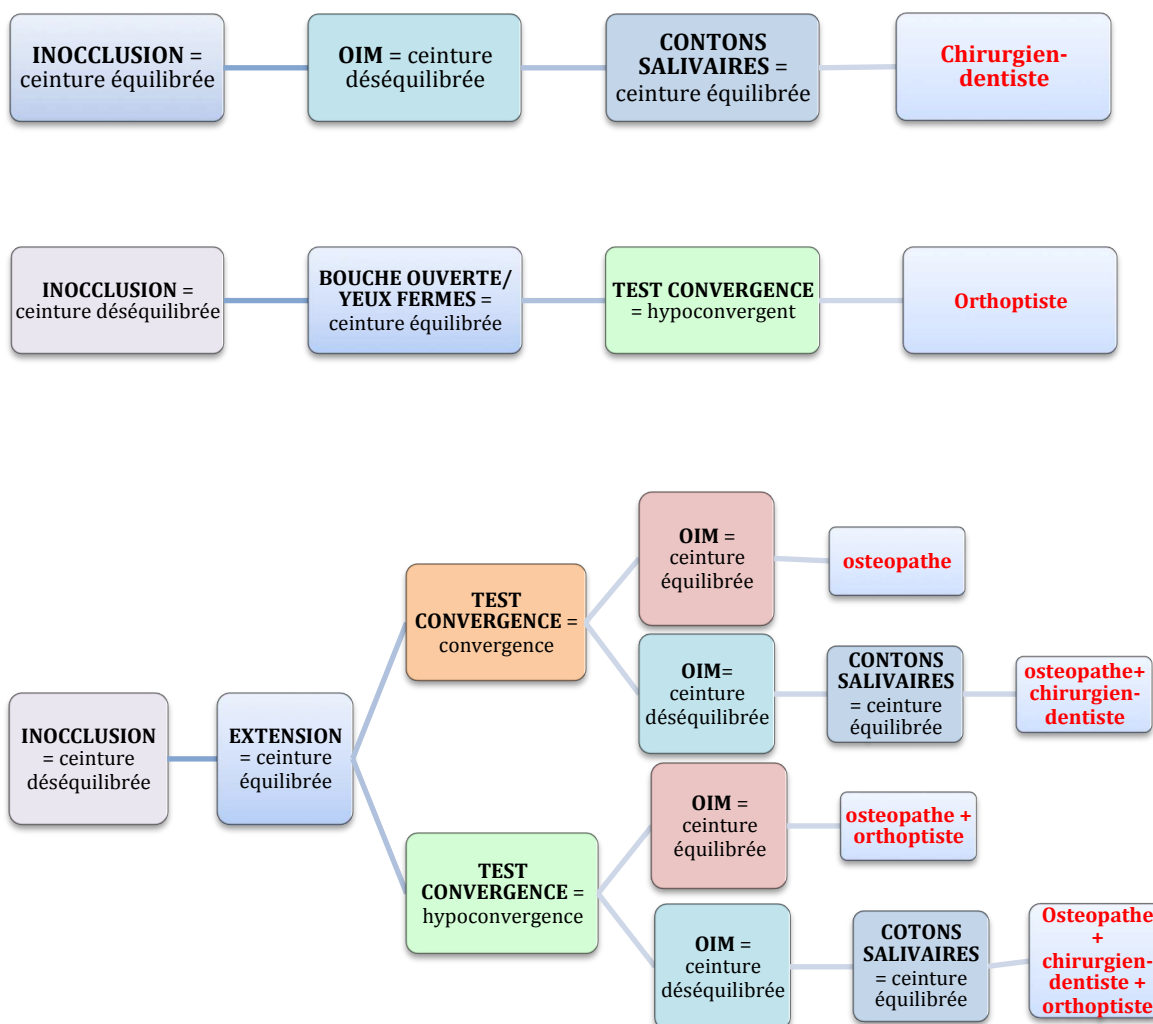 INOCCLUSION =
ceinture équilibrée
OIM = ceinture
déséquilibrée
CONTONS
SALIVAIRES =
ceinture équilibrée
Chirurgien-
dentiste
INOCCLUSION =
ceinture déséquilibrée
BOUCHE OUVERTE/
YEUX FERMES =
ceinture équilibrée
TEST CONVERGENCE
= hypoconvergent
Orthoptiste
INOCCLUSION
= ceinture
déséquilibrée
EXTENSION
= ceinture
équilibrée
TEST
CONVERGENCE =
convergence
OIM =
ceinture
équilibrée
osteopathe
OIM=
ceinture
déséquilibrée
CONTONS
SALIVAIRES
= ceinture
équilibrée
osteopathe+
chirurgien-
dentiste
TEST
CONVERGENCE =
hypoconvergence
OIM =
ceinture
équilibrée
osteopathe +
orthoptiste
OIM =
ceinture
déséquilibrée
COTONS
SALIVAIRES
= ceinture
équilibrée
Osteopathe
+
chirurgien-
dentiste +
orthoptiste